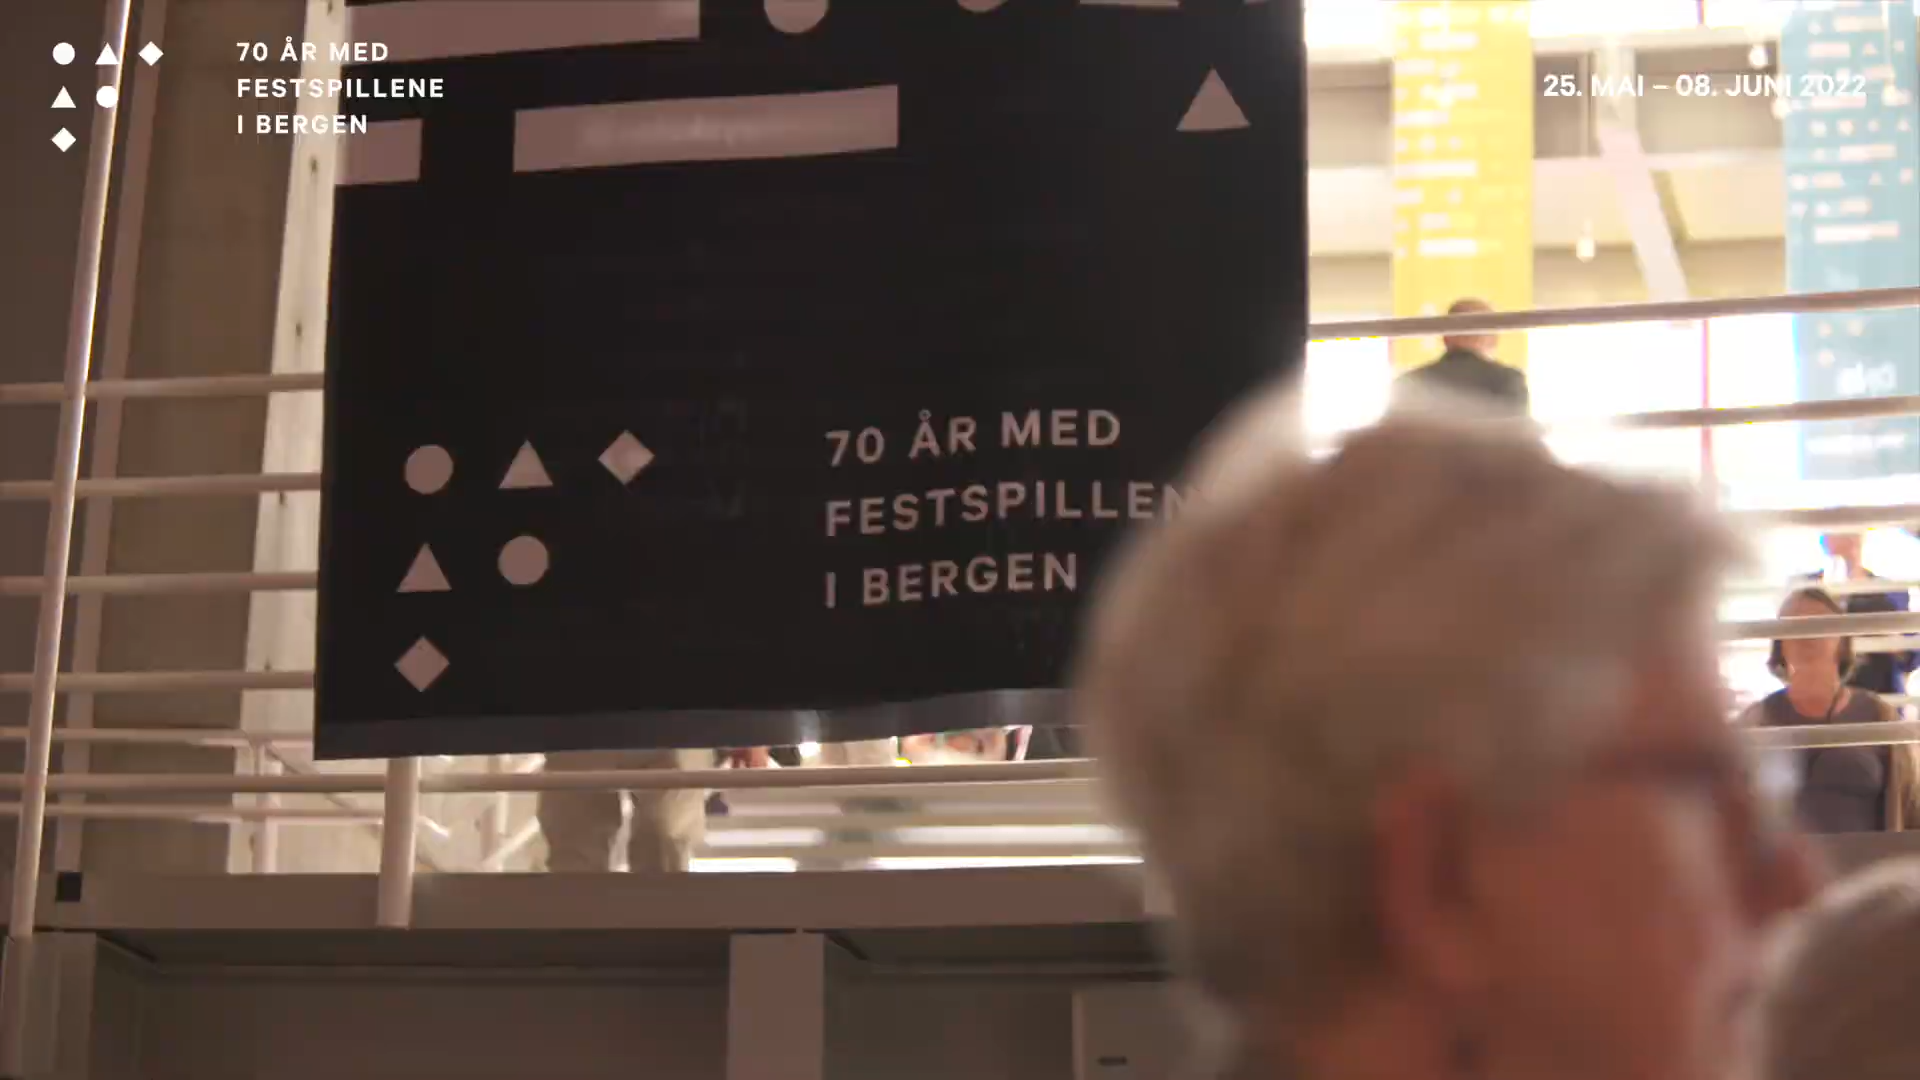 70 ÅR MED
FESTSPILLENE
I BERGEN
25. MAI – 08. JUNI 2022
70 ÅR MED
FESTSPILLEN
I BERGEN